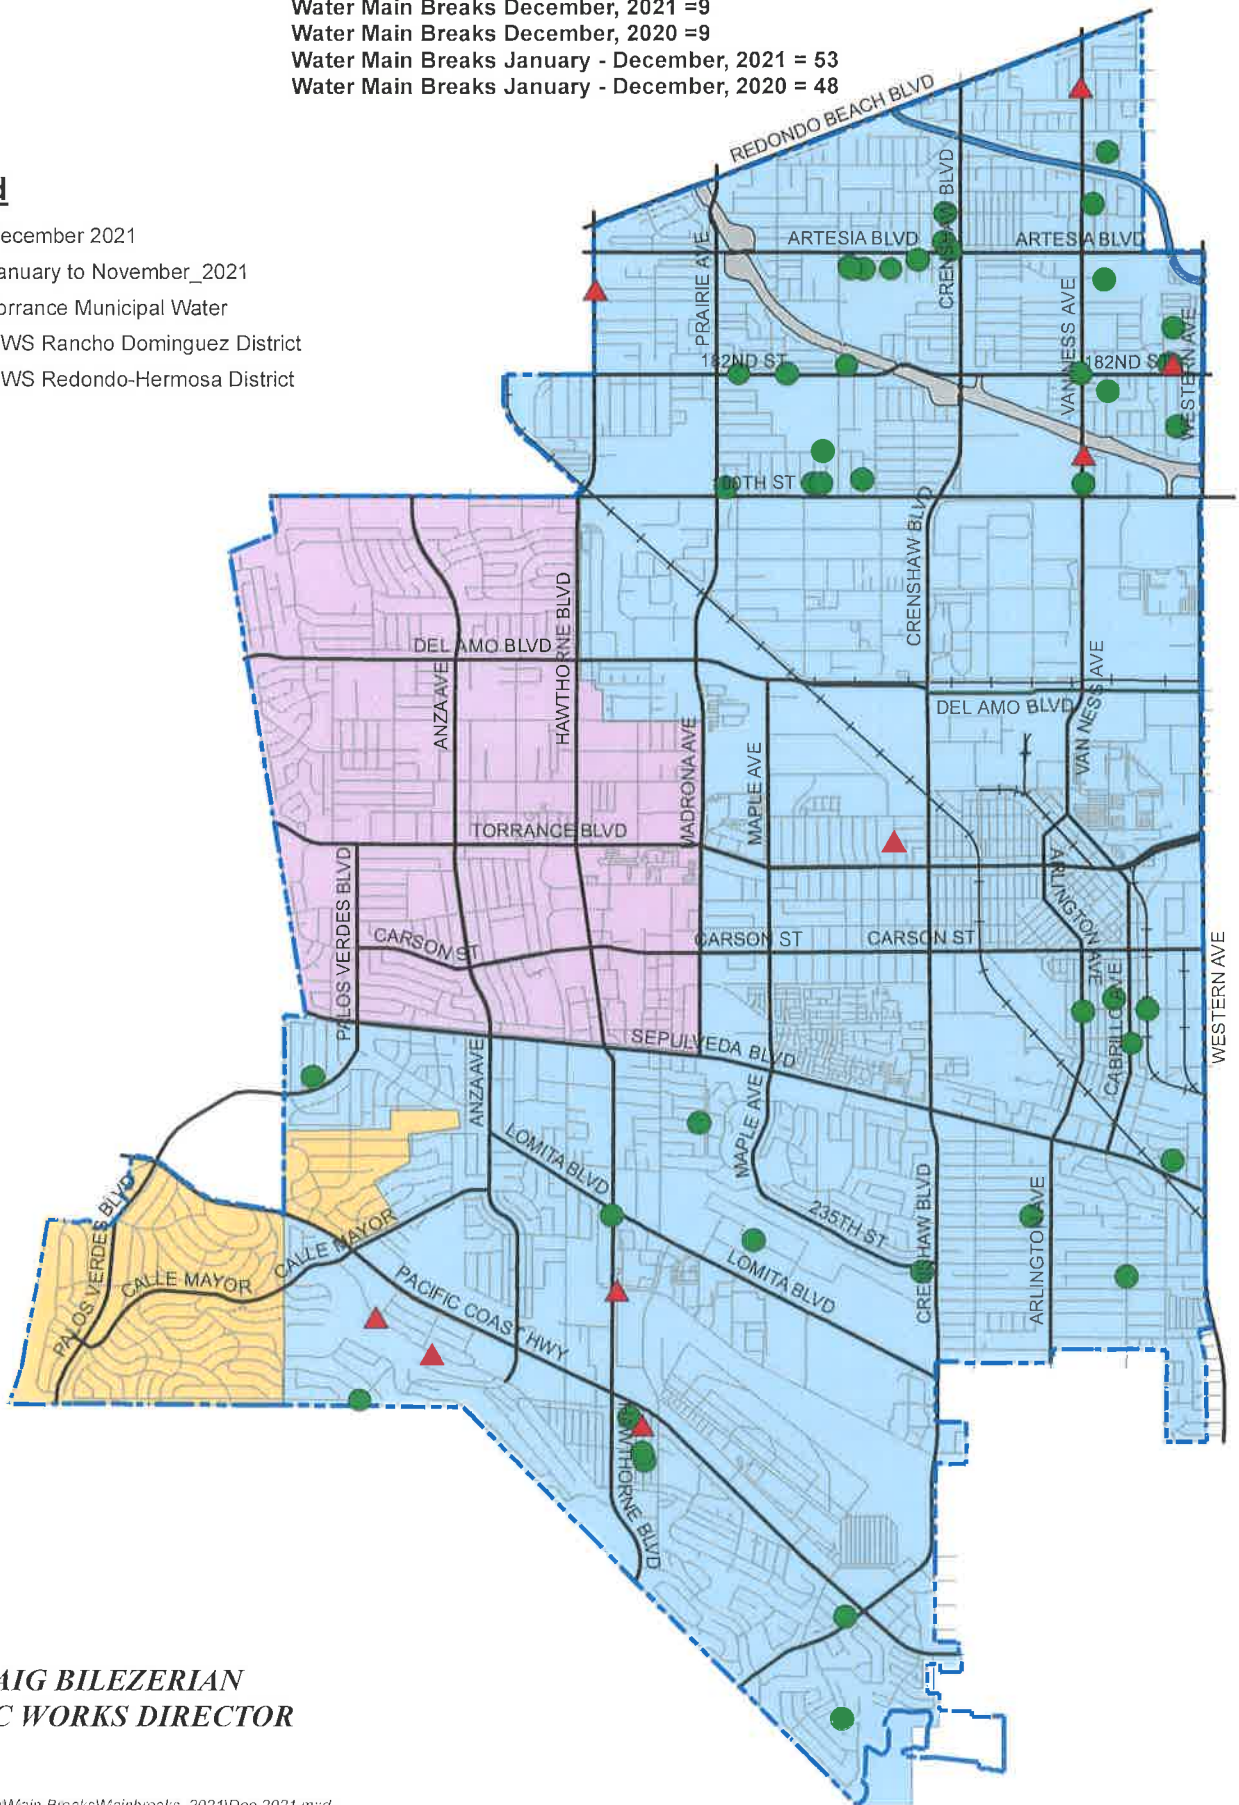 Water Main Breaks December, 2021 =9
Water Main Breaks December, 2020 =9
Water Main Breaks January - December, 2021 = 53
Water Main Breaks January - December, 2020 = 48
d
ecember 2021
anuary to November_2021
orrance Municipal Water
WS Rancho Dominguez District
WS Redondo-Hermosa District
REDONDO BEACH BLVD
ARTESIA BLVD
ARTESIA BLVD
CRENSHAW BLVD
PRAIRIE AVE
VAN NESS AVE
WESTERN AVE
182ND ST
182ND S
90TH ST
CRENSHAW BLVD
HAWTHORNE BLVD
DEL AMO BLVD
ANZA AVE
DEL AMO BLVD
VAN NESS AVE
MADRONA AVE
MAPLE AVE
TORRANCE BLVD
PALOS VERDES BLVD
ARLINGTON AVE
CARSON ST
CARSON ST
CARSON ST
CABRILLO AVE
WESTERN AVE
SEPULVEDA BLVD
ANZA AVE
MAPLE AVE
LOMITA BLVD
PALOS VERDES BLVD
CALLE MAYOR
CALLE MAYOR
235TH ST
LOMITA BLVD
CRE SHAW BLVD
ARLINGTO AVE
PACIFIC COAST HWY
WTHORNE BLVD
AIG BILEZERIAN
C WORKS DIRECTOR